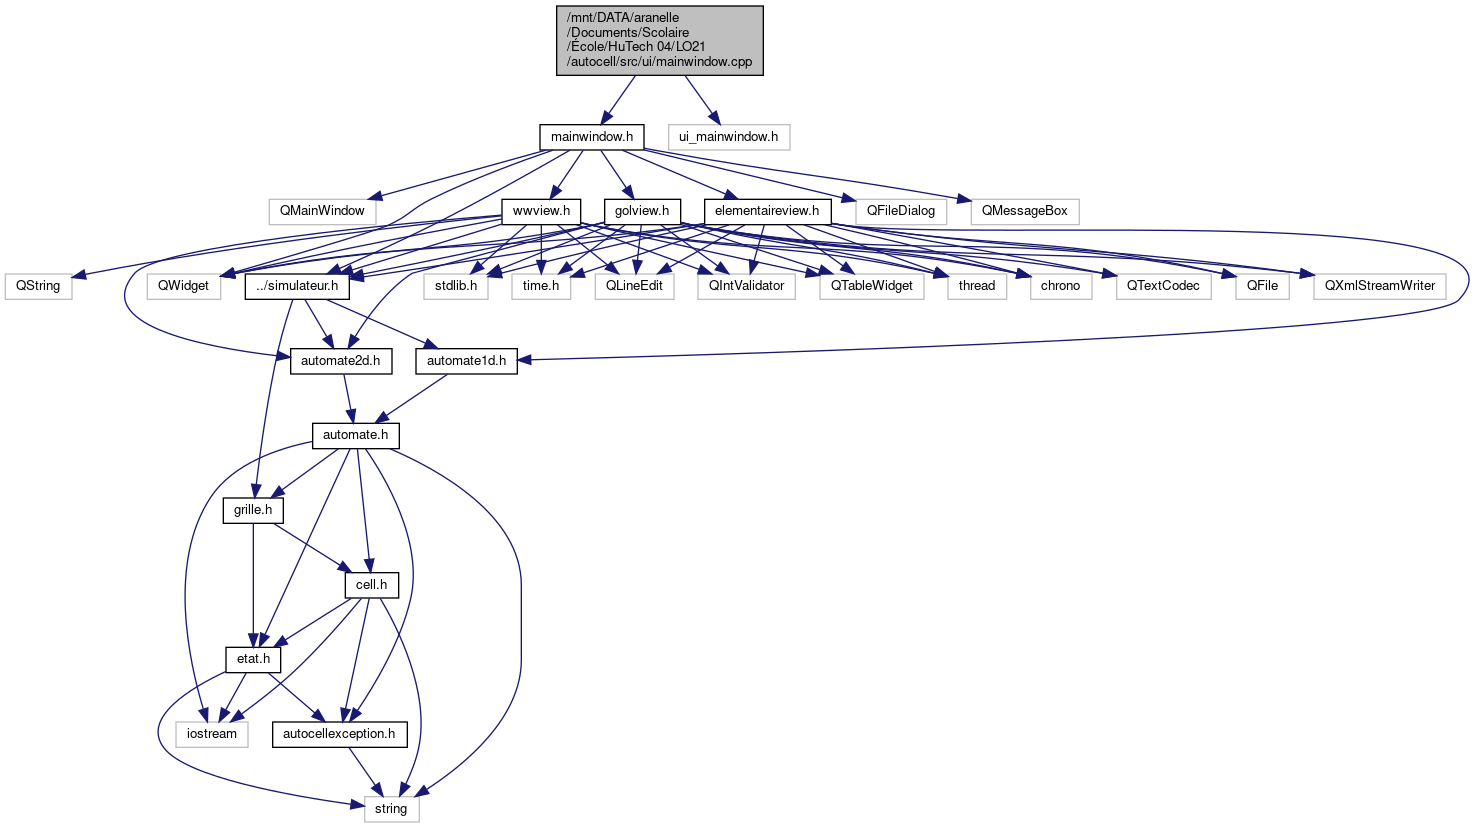 /mnt/DATA/aranelle
/Documents/Scolaire
/École/HuTech 04/LO21
/autocell/src/ui/mainwindow.cpp
mainwindow.h
ui_mainwindow.h
QMainWindow
wwview.h
golview.h
elementaireview.h
QFileDialog
QMessageBox
QString
QWidget
../simulateur.h
stdlib.h
time.h
QLineEdit
QIntValidator
QTableWidget
thread
chrono
QTextCodec
QFile
QXmlStreamWriter
automate2d.h
automate1d.h
automate.h
grille.h
cell.h
etat.h
iostream
autocellexception.h
string